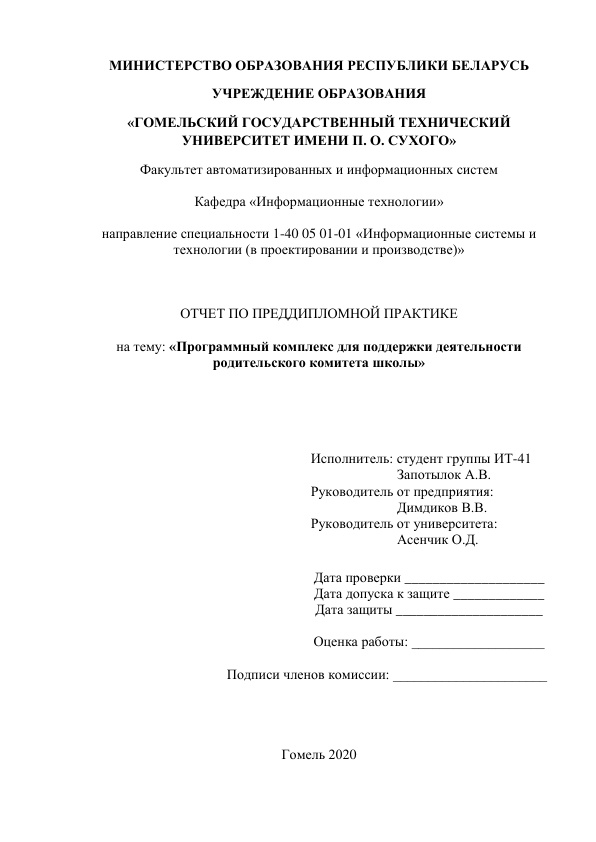 МИНИСТЕРСТВО ОБРАЗОВАНИЯ РЕСПУБЛИКИ БЕЛАРУСЬ
УЧРЕЖДЕНИЕ ОБРАЗОВАНИЯ
«ГОМЕЛЬСКИЙ ГОСУДАРСТВЕННЫЙ ТЕХНИЧЕСКИЙ
УНИВЕРСИТЕТ ИМЕНИ П. О. СУХОГО»
Факультет автоматизированных и информационных систем
Кафедра «Информационные технологии»
направление специальности 1-40 05 01-01 «Информационные системы и
технологии (в проектировании и производстве)»
ОТЧЕТ ПО ПРЕДДИПЛОМНОЙ ПРАКТИКЕ
на тему: «Программный комплекс для поддержки деятельности
родительского комитета школы»
Исполнитель: студент группы ИТ-41
Запотылок А.В.
Руководитель от предприятия:
Димдиков В.В.
Руководитель от университета:
Асенчик О.Д.
Дата проверки ____________________
Дата допуска к защите _____________
Дата защиты _____________________
Оценка работы: ___________________
Подписи членов комиссии: ______________________
Гомель 2020